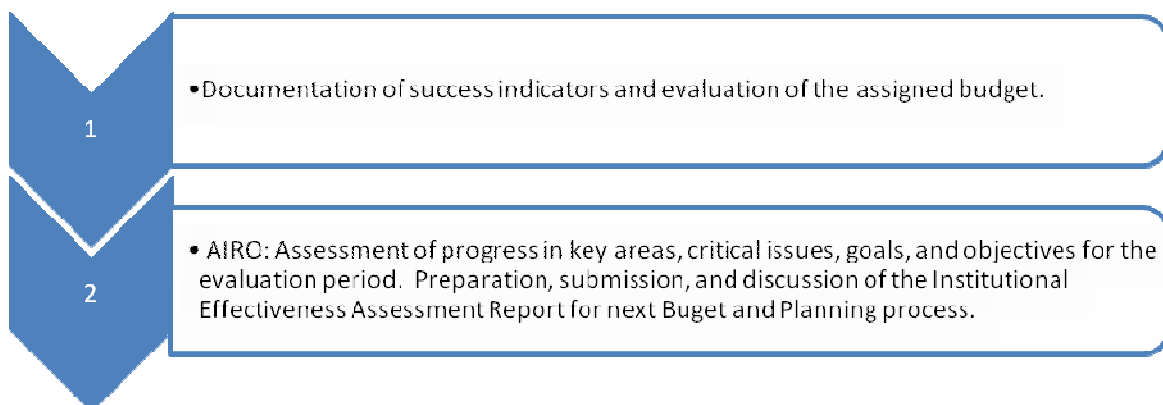 1
•Documentation of success indicators and evaluation of the assigned budget.
2
• AIRO: Assessment of progress in key areas, critical issues, goals, and objectives for the
evaluation period.  Preparation, submission, and discussion of the Institutional
Effectiveness Assessment Report for next Buget and Planning process.